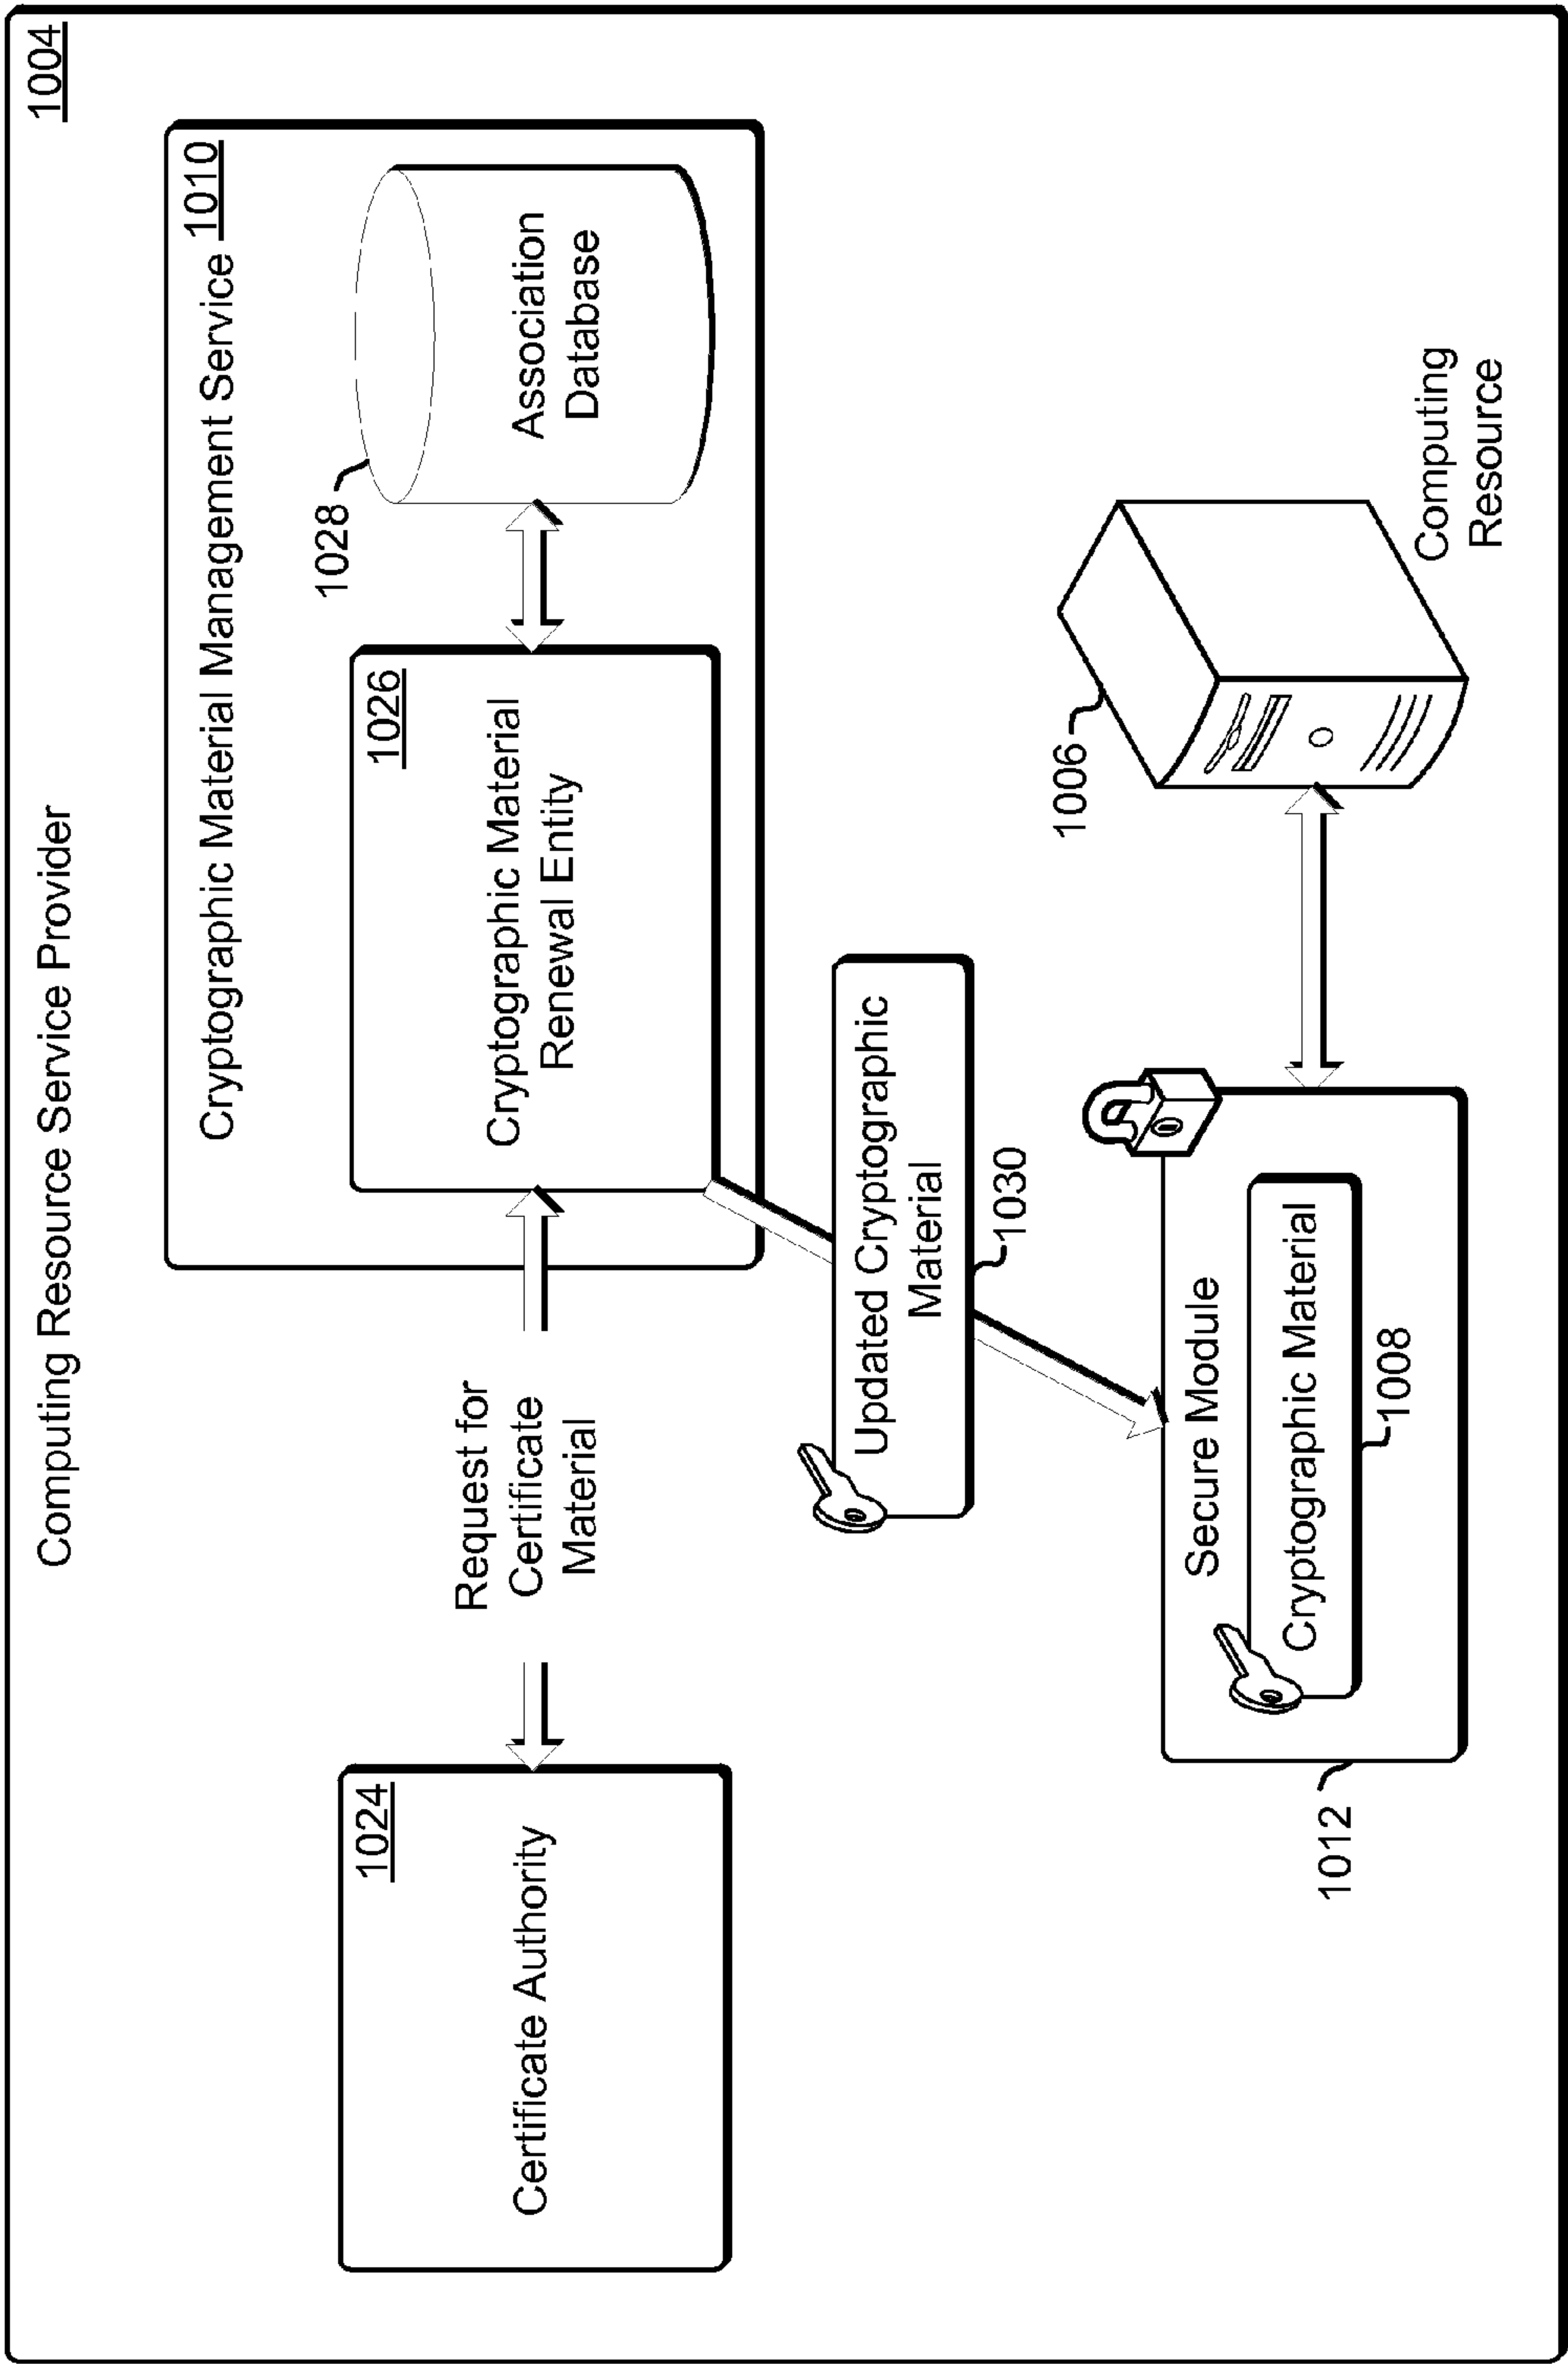 Computing Resource Service Provider
1004
Cryptographic Material Management Service 1010
1024
Certificate Authority
Request for
Certificate
Material
1026
Cryptographic Material
Renewal Entity
1028
Association
Database
Updated Cryptographic
Material
1030
Secure Module
Cryptographic Material
1008
1012
1006
Computing
Resource